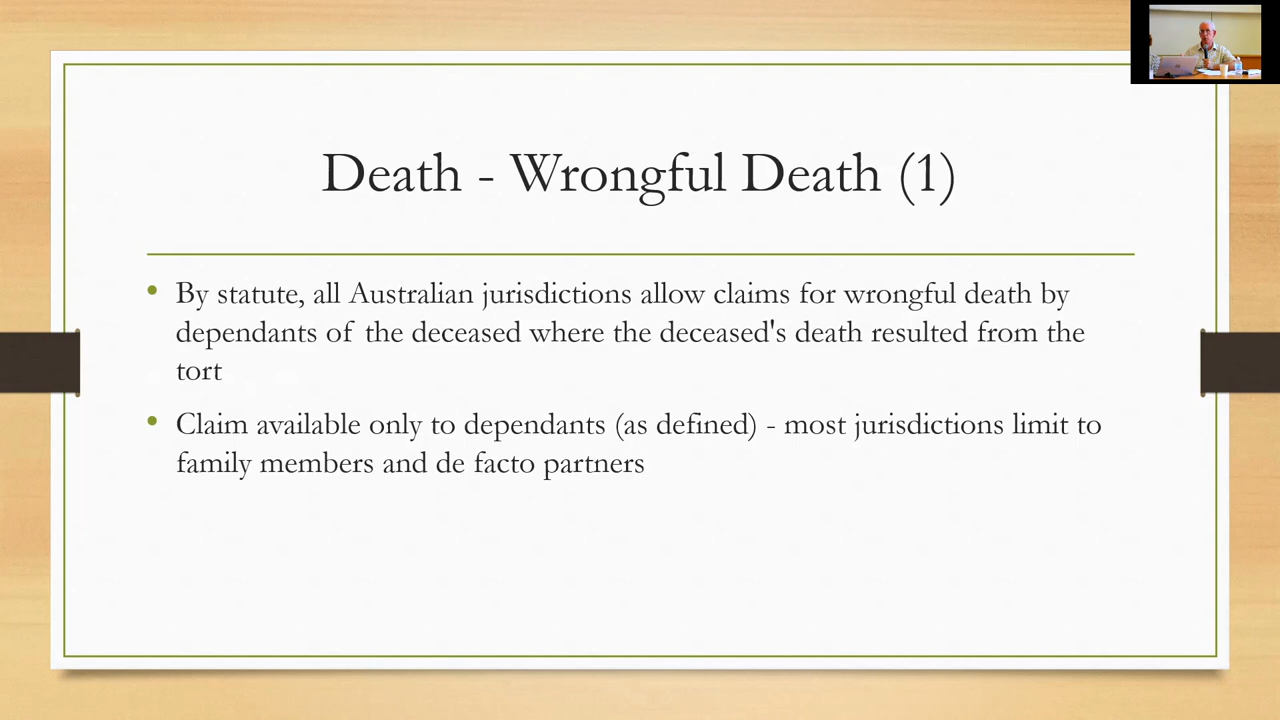 Death - Wrongful Death (1)
• By statute, all Australian jurisdictions allow claims for wrongful death by
dependants of the deceased where the deceased's death resulted from the
tort
• Claim available only to dependants (as defined) - most jurisdictions limit to
family members and de facto partners